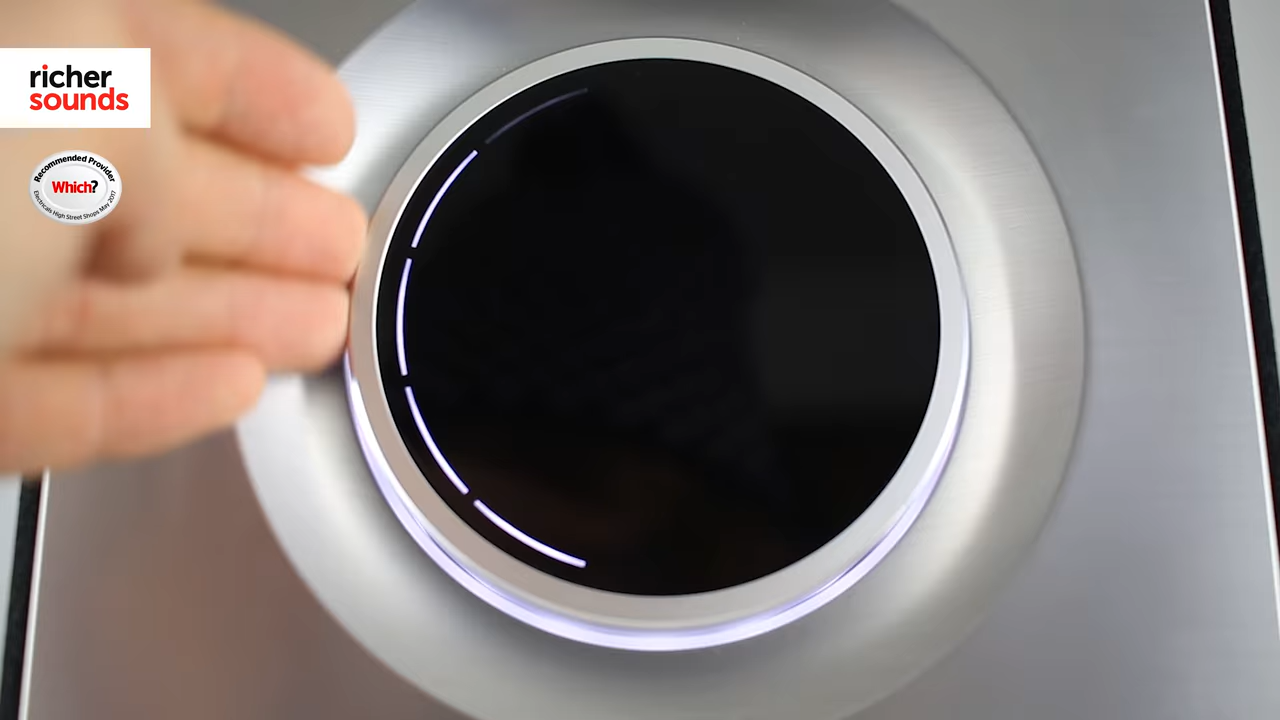 richer
sounds
Recommended Provider
Which?
Electricals High Street Shops May 2017